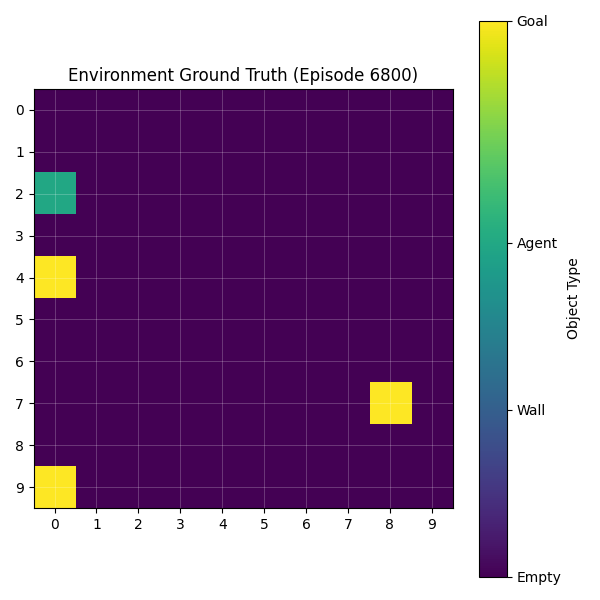 Environment Ground Truth (Episode 6800)
0
1
2
3
4
5
6
7
8
9
0 1 2 3 4 5 6 7 8 9
Goal
Agent
Wall
Empty
Object Type